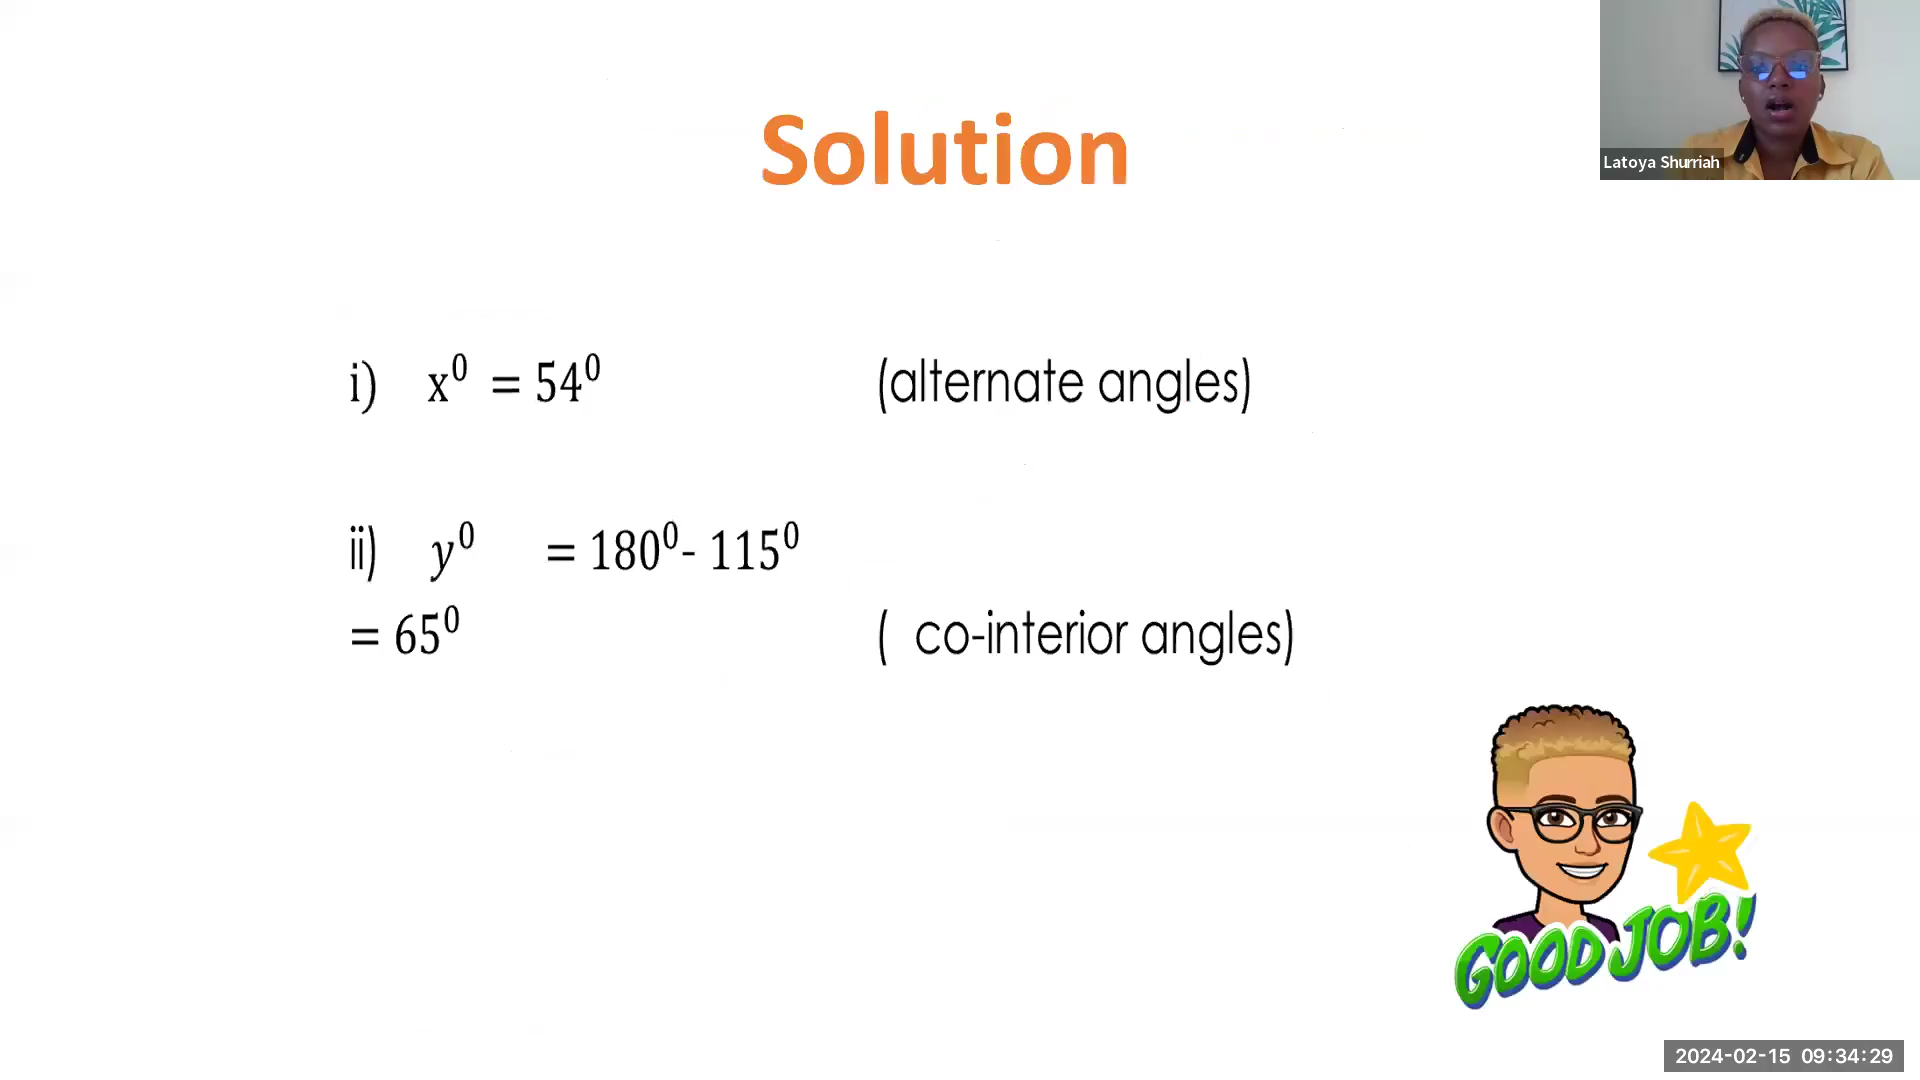 Solution
Latoya Shurriah
i) x⁰ = 54⁰ (alternate angles)
ii) y⁰ = 180⁰- 115⁰
= 65⁰ ( co-interior angles)
GOOD JOB!
2024-02-15 09:34:29